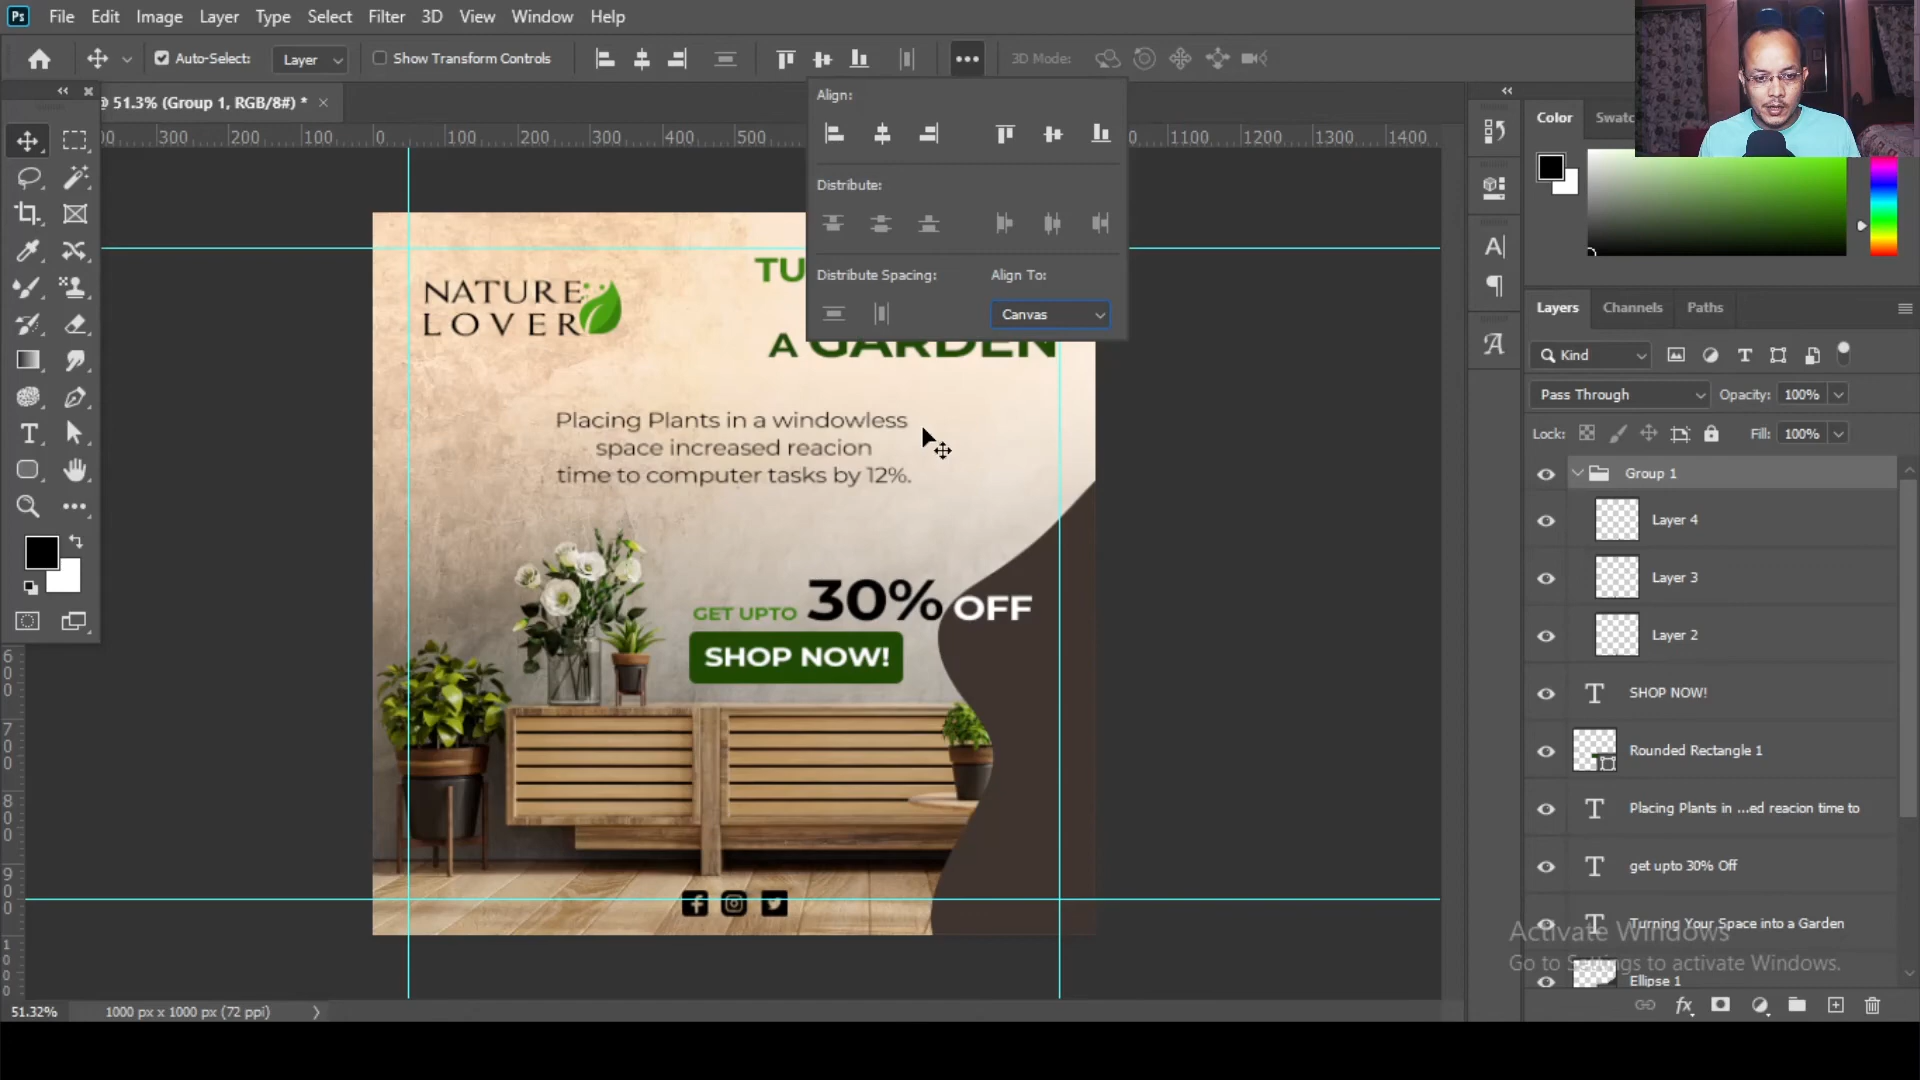 Ps File Edit Image Layer Type Select Filter 3D View Window Help
Auto-Select: Layer Show Transform Controls 3D Mode:
@ 51.3% (Group 1, RGB/8#) * ×
300 200 100 0 100 200 300 400 500 1100 1200 1300 1400
Align:
Distribute:
Distribute Spacing: Align To:
Canvas
NATURE
LOVER
TU
A GARDEN
Placing Plants in a windowless
space increased reacion
time to computer tasks by 12%.
GET UPTO 30% OFF
SHOP NOW!
Color Swatc
Layers Channels Paths
Kind
Pass Through Opacity: 100%
Lock: Fill: 100%
Group 1
Layer 4
Layer 3
Layer 2
SHOP NOW!
Rounded Rectangle 1
Placing Plants in ...ed reacion time to
get upto 30% Off
Turning Your Space into a Garden
Ellipse 1
Activate Windows
Go to Settings to activate Windows.
51.32% 1000 px x 1000 px (72 ppi)